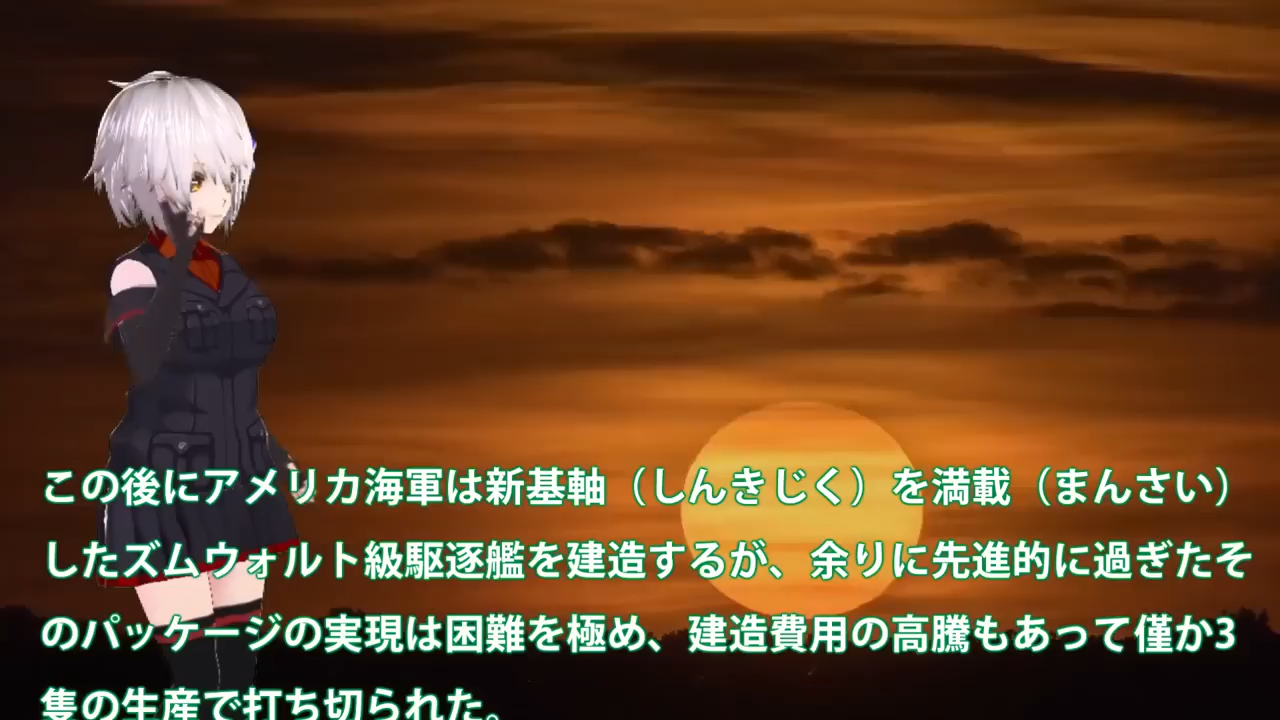 この後にアメリカ海軍は新基軸（しんきじく）を満載（まんさい）
したズムウォルト級駆逐艦を建造するが、余りに先進的に過ぎたそ
のパッケージの実現は困難を極め、建造費用の高騰もあって僅か3
隻の生産で打ち切られた。